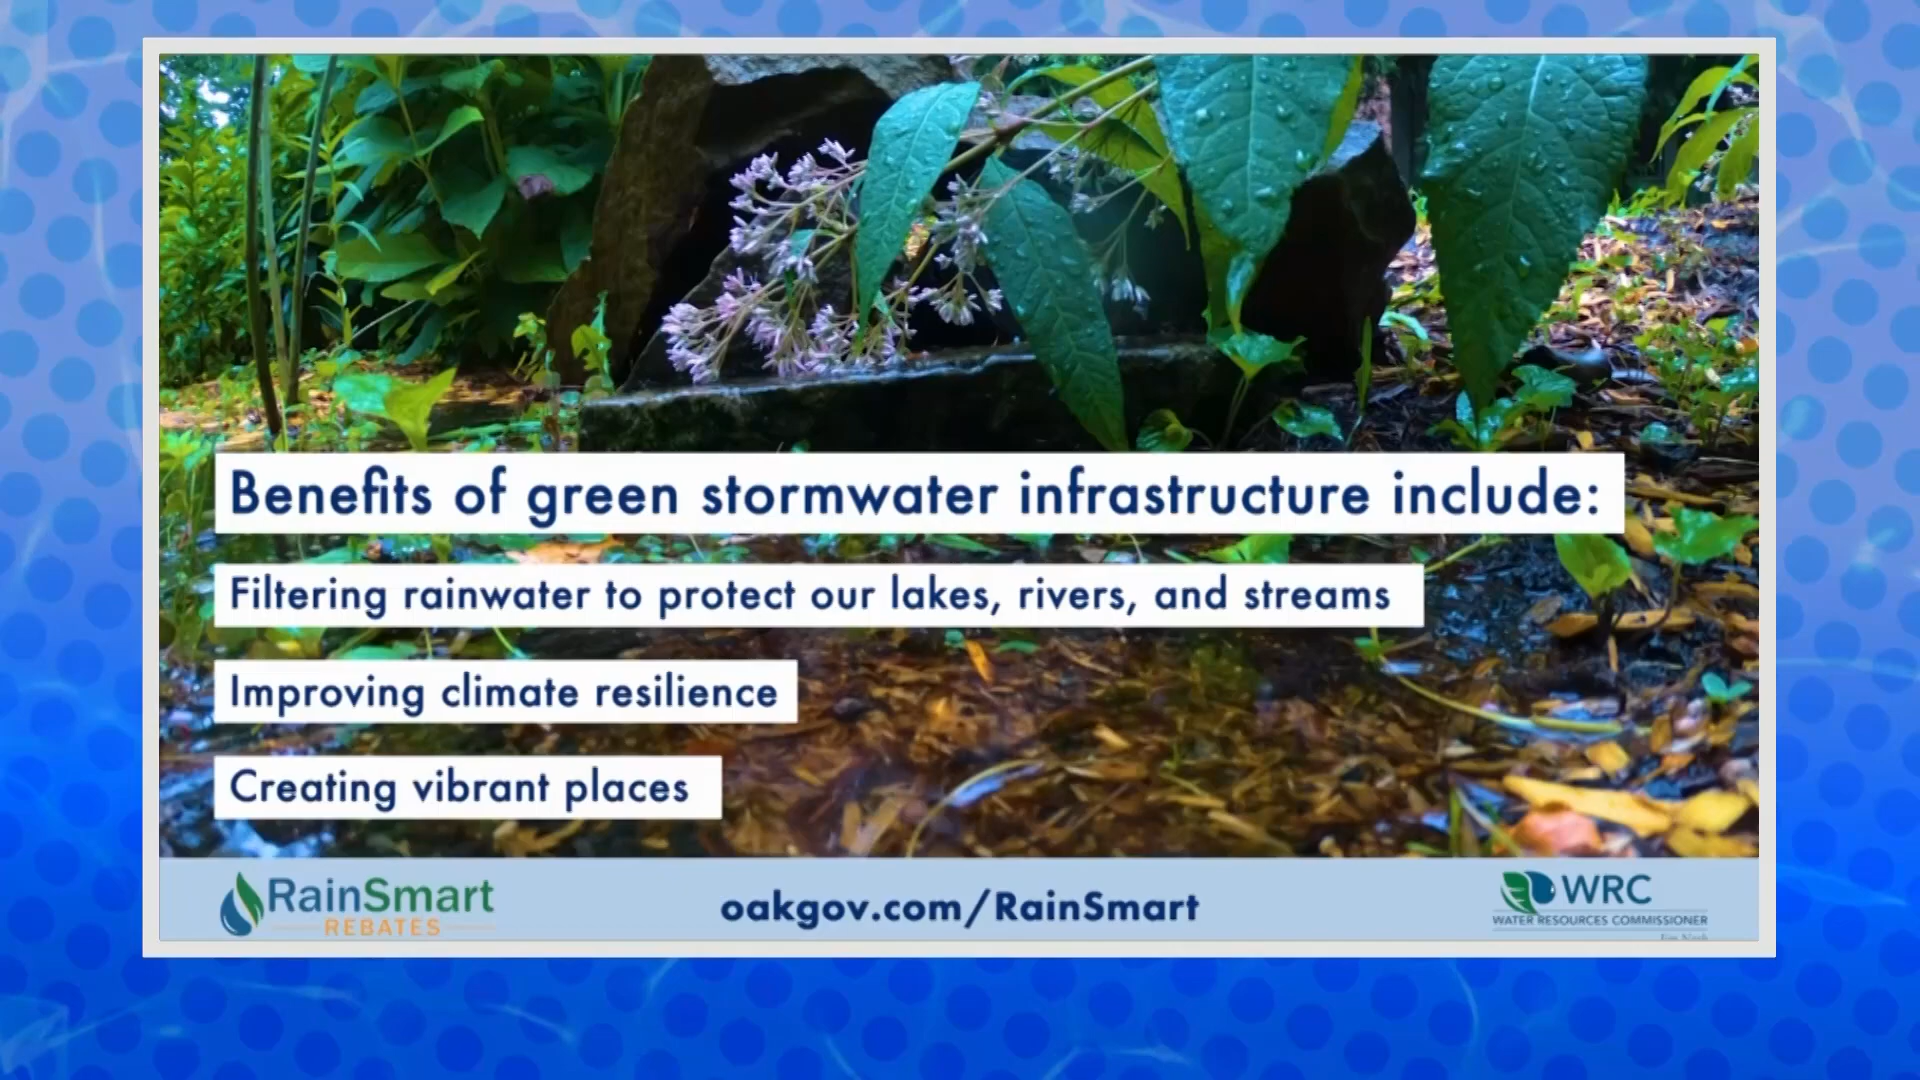 Benefits of green stormwater infrastructure include:
Filtering rainwater to protect our lakes, rivers, and streams
Improving climate resilience
Creating vibrant places
RainSmart
REBATES
oakgov.com/RainSmart
WRC
WATER RESOURCES COMMISSIONER